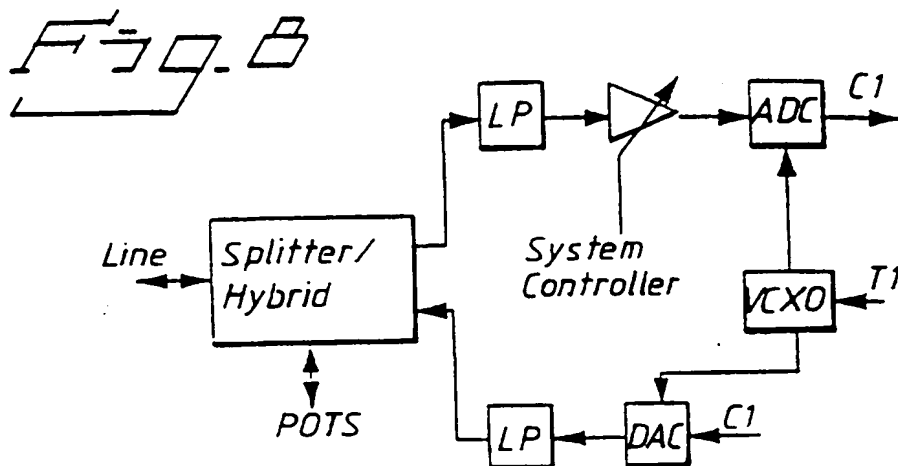 Fig. 8
LP
ADC
C1
Line
Splitter/
Hybrid
System
Controller
VCXO
T1
POTS
LP
DAC
C1